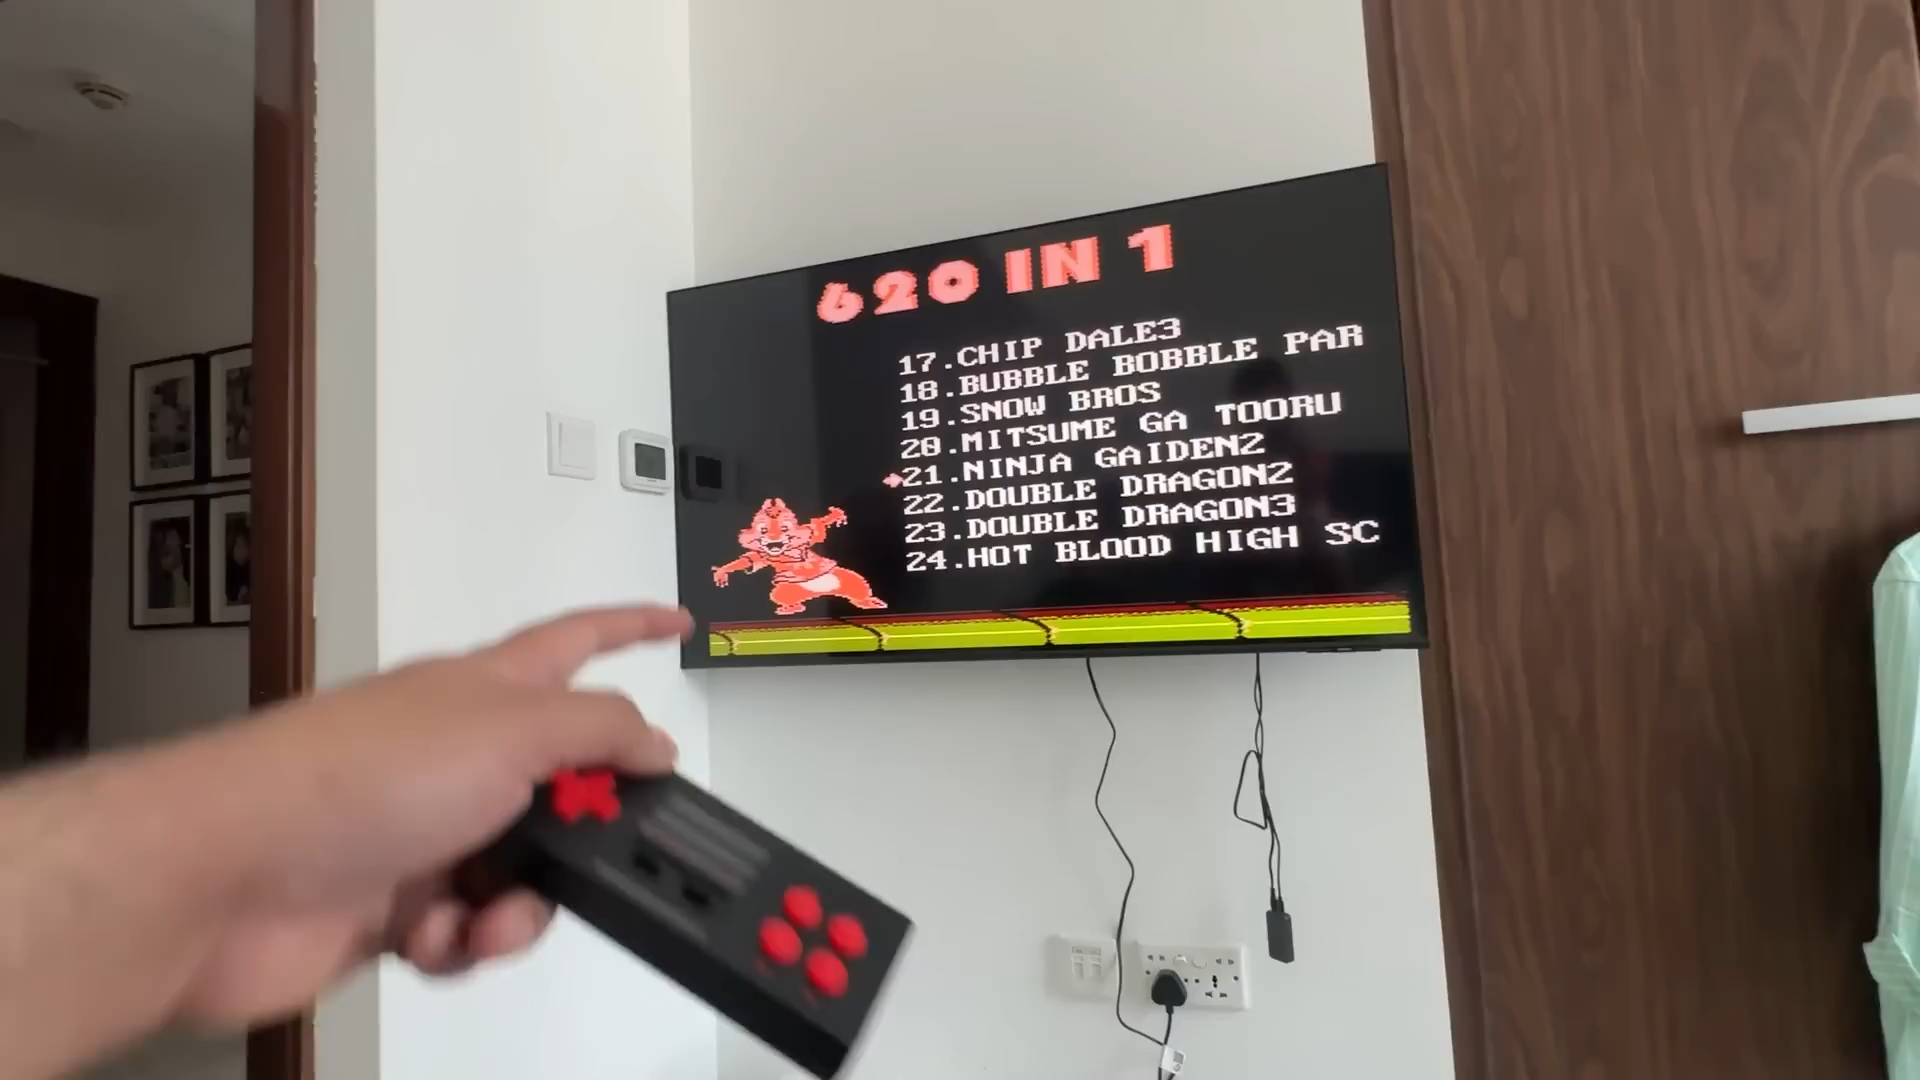 620 IN 1
17.CHIP DALE3
18.BUBBLE BOBBLE PAR
19.SNOW BROS
20.MITSUME GA TOORU
21.NINJA GAIDEN2
22.DOUBLE DRAGON2
23.DOUBLE DRAGON3
24.HOT BLOOD HIGH SC